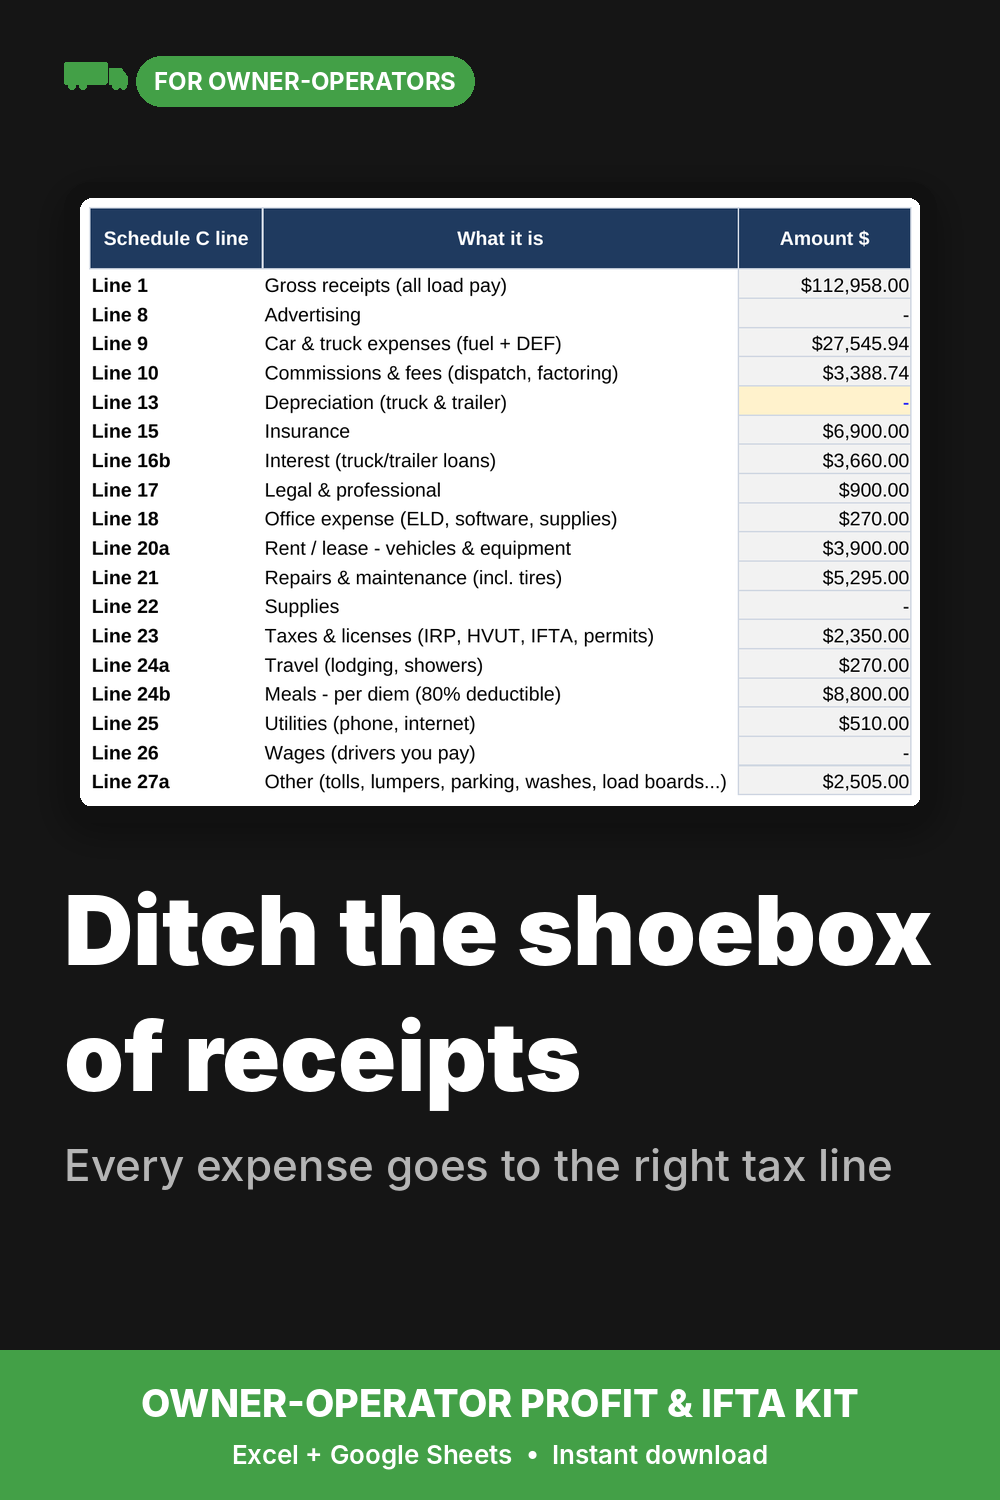 FOR OWNER-OPERATORS
Schedule C line What it is Amount $
Line 1 Gross receipts (all load pay) $112,958.00
Line 8 Advertising -
Line 9 Car & truck expenses (fuel + DEF) $27,545.94
Line 10 Commissions & fees (dispatch, factoring) $3,388.74
Line 13 Depreciation (truck & trailer) -
Line 15 Insurance $6,900.00
Line 16b Interest (truck/trailer loans) $3,660.00
Line 17 Legal & professional $900.00
Line 18 Office expense (ELD, software, supplies) $270.00
Line 20a Rent / lease - vehicles & equipment $3,900.00
Line 21 Repairs & maintenance (incl. tires) $5,295.00
Line 22 Supplies -
Line 23 Taxes & licenses (IRP, HVUT, IFTA, permits) $2,350.00
Line 24a Travel (lodging, showers) $270.00
Line 24b Meals - per diem (80% deductible) $8,800.00
Line 25 Utilities (phone, internet) $510.00
Line 26 Wages (drivers you pay) -
Line 27a Other (tolls, lumpers, parking, washes, load boards...) $2,505.00
Ditch the shoebox
of receipts
Every expense goes to the right tax line
OWNER-OPERATOR PROFIT & IFTA KIT
Excel + Google Sheets • Instant download